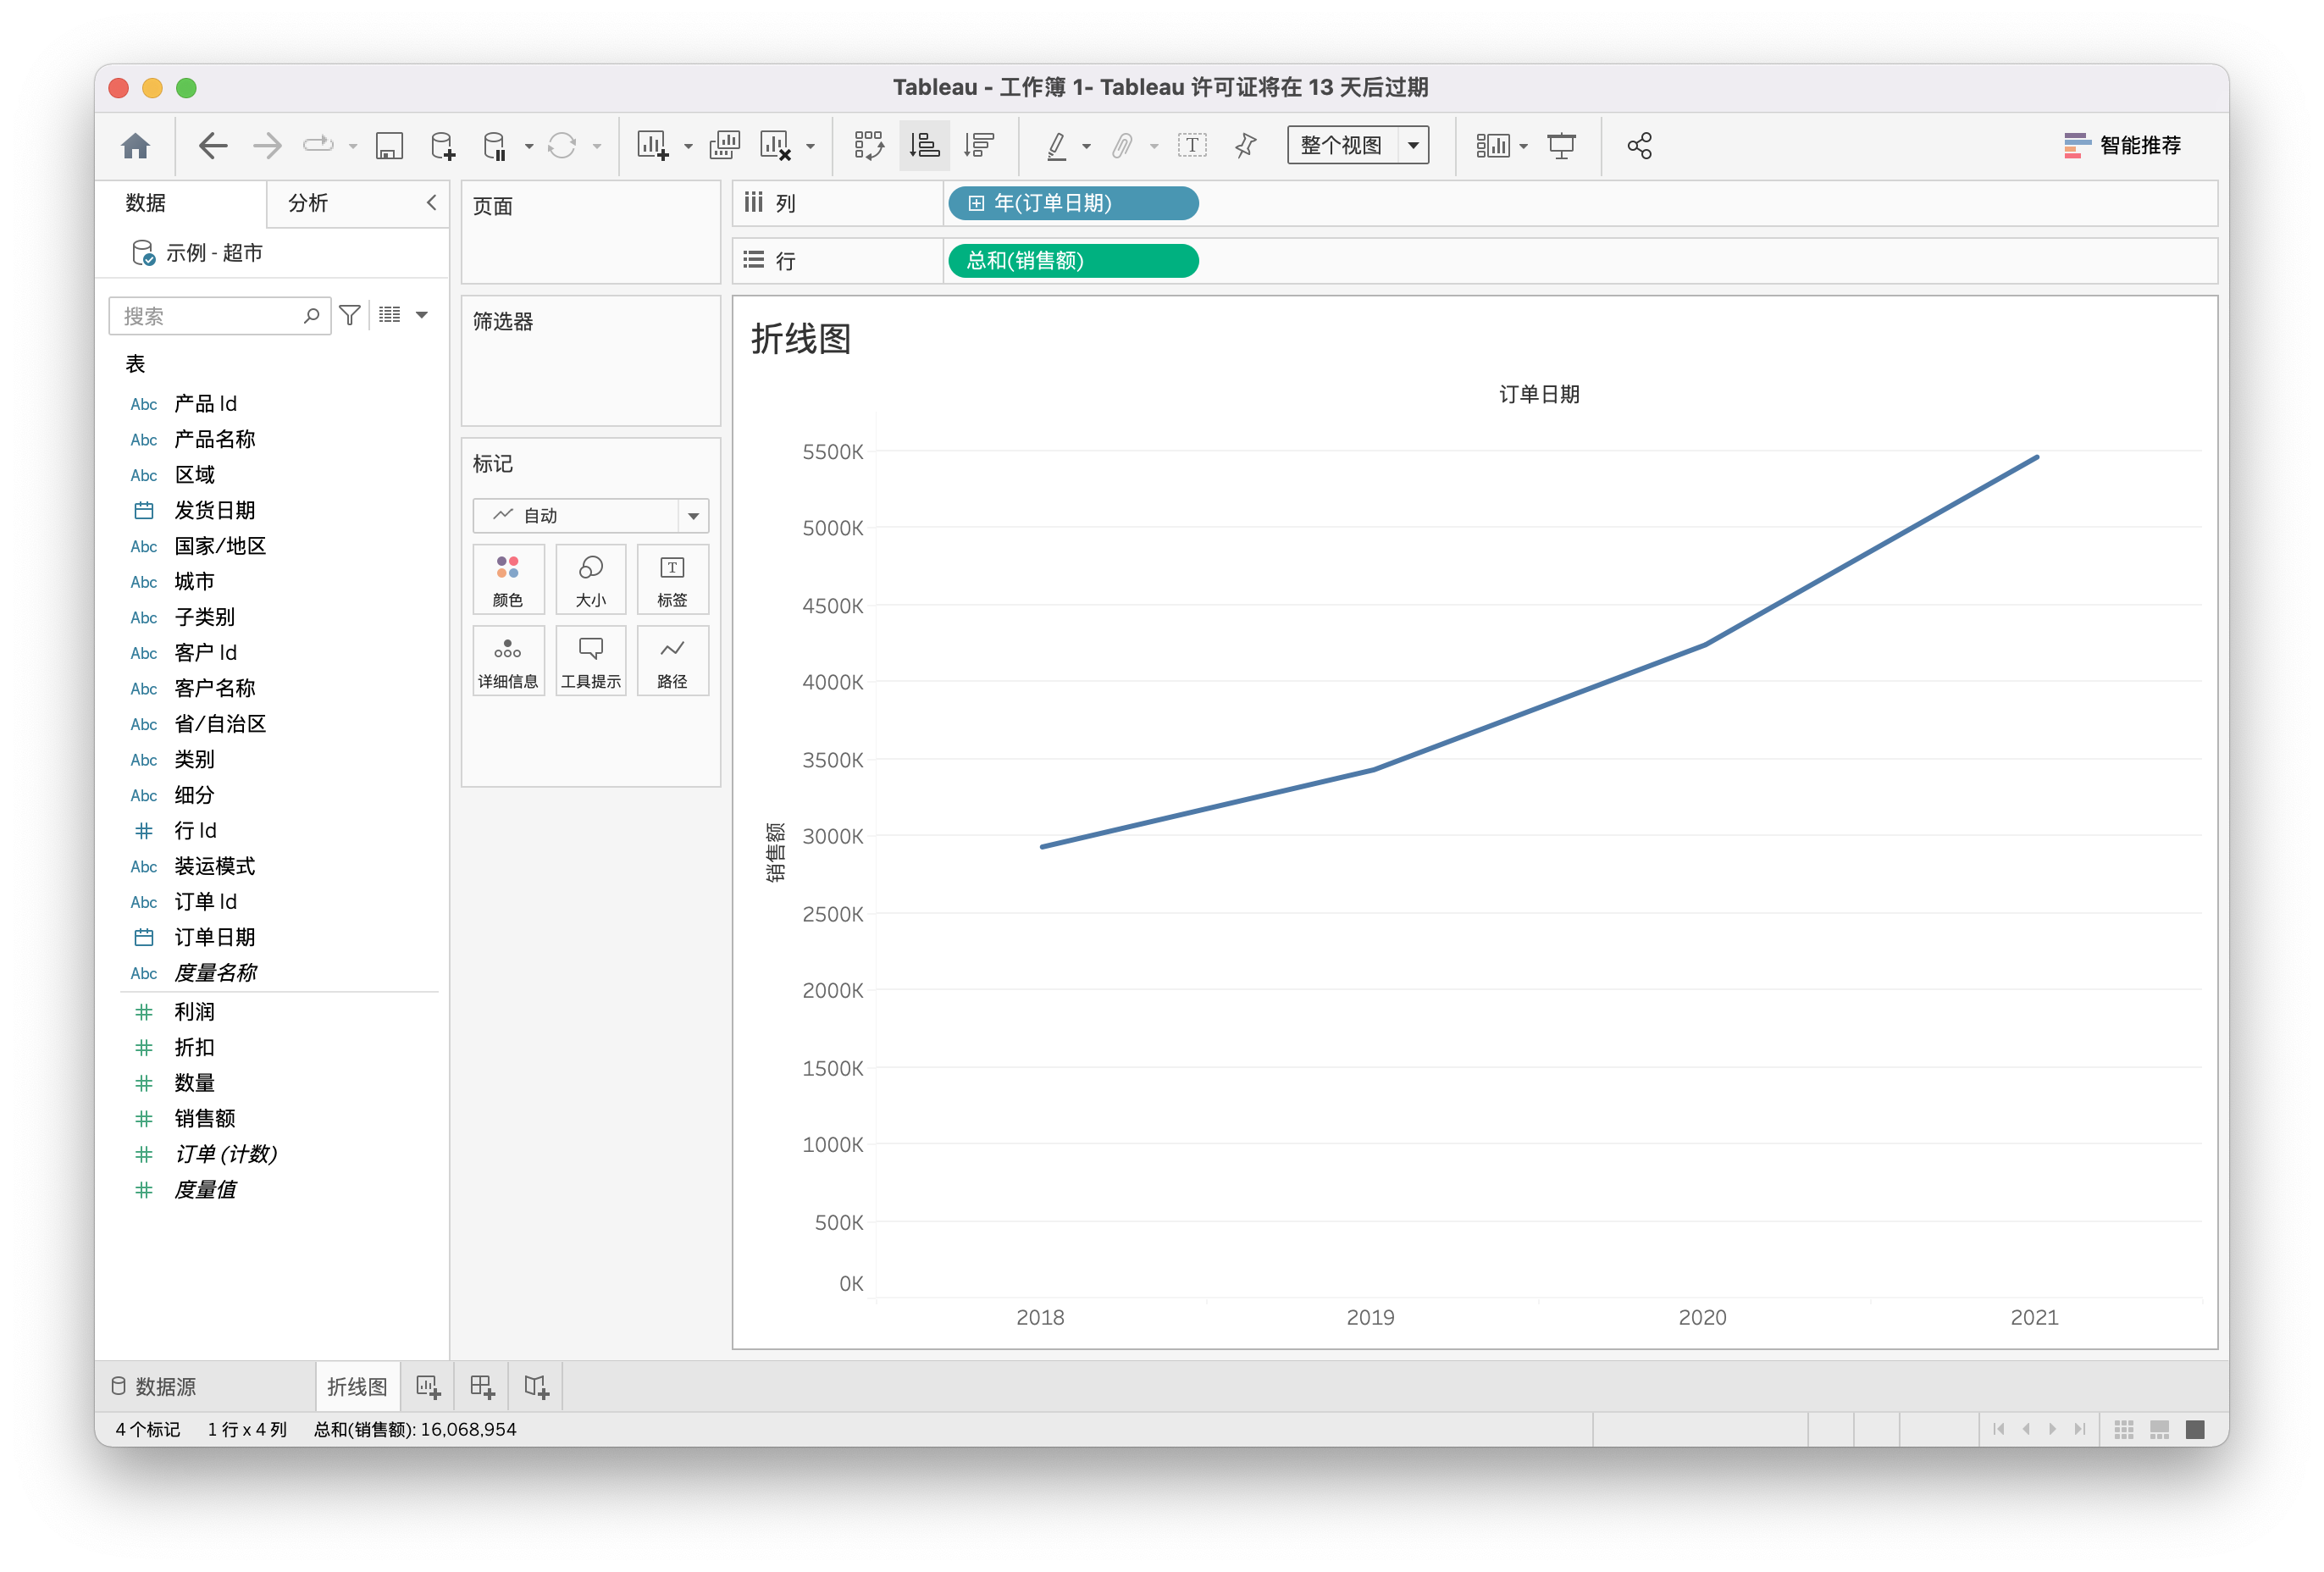 Tableau - 工作簿 1- Tableau 许可证将在 13 天后过期
整个视图
智能推荐
数据
分析
示例 - 超市
搜索
表
Abc 产品 Id
Abc 产品名称
Abc 区域
发货日期
Abc 国家/地区
Abc 城市
Abc 子类别
Abc 客户 Id
Abc 客户名称
Abc 省/自治区
Abc 类别
Abc 细分
行 Id
Abc 装运模式
Abc 订单 Id
订单日期
Abc 度量名称
利润
折扣
数量
销售额
订单 (计数)
度量值
页面
筛选器
标记
自动
颜色
大小
标签
详细信息
工具提示
路径
列
年(订单日期)
行
总和(销售额)
折线图
订单日期
5500K
5000K
4500K
4000K
3500K
3000K
2500K
2000K
1500K
1000K
500K
0K
销售额
2018
2019
2020
2021
数据源
折线图
4 个标记
1 行 x 4 列
总和(销售额): 16,068,954